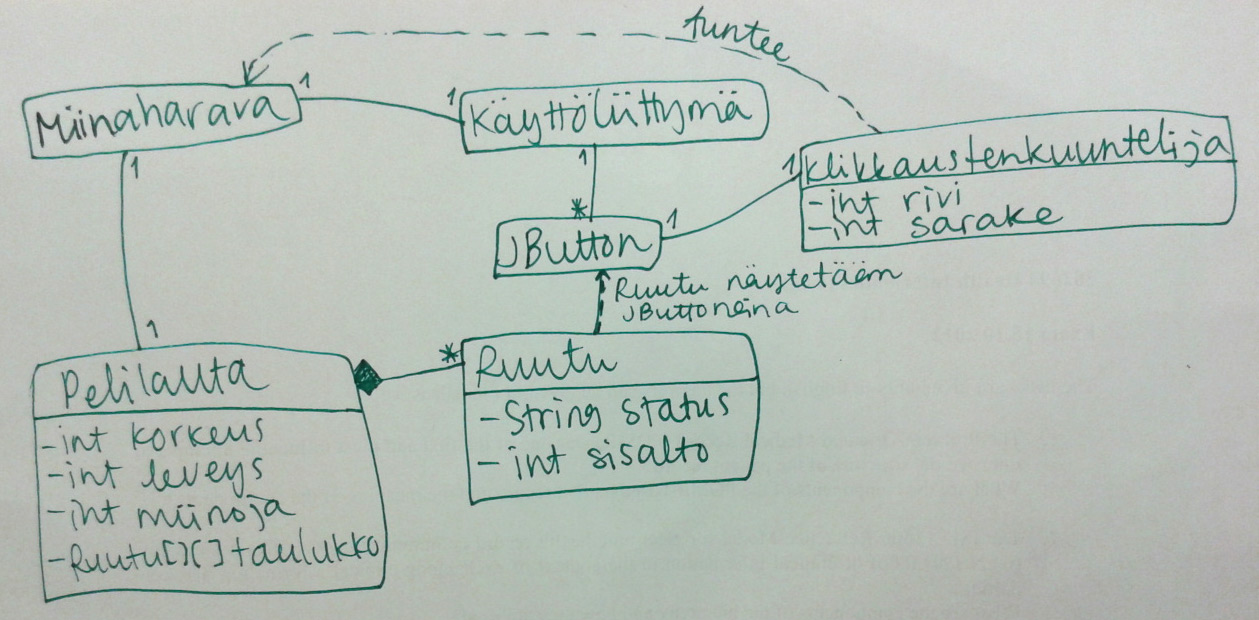 tuntee
Miinaharava
1
1
Käyttöliittymä
1
1
*
JButton
1
1
Klikkaustenkuuntelija
-int rivi
-int sarake
Ruutu näytetään
JButtoneina
1
Pelilauta
-int korkeus
-int leveys
-int miinoja
-Ruutu[][] taulukko
*
Ruutu
-String status
- int sisalto